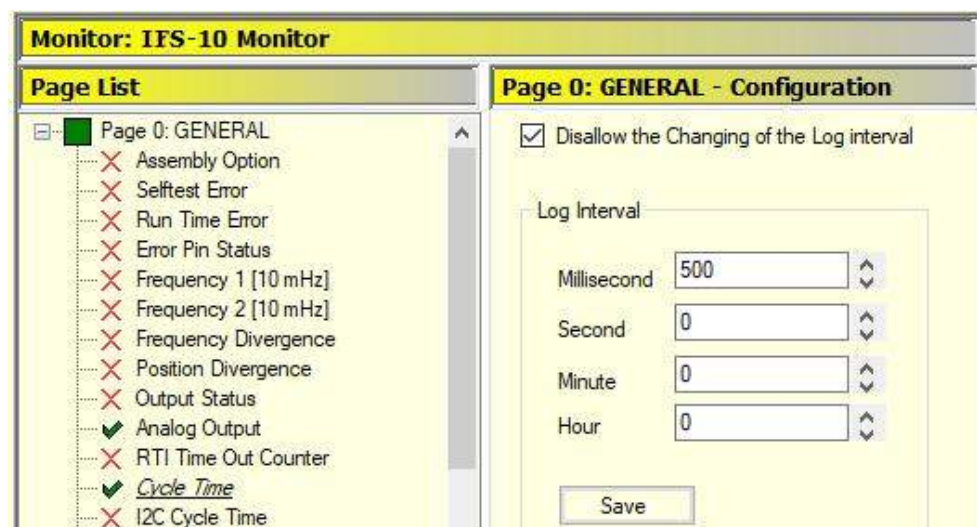 Monitor: IFS-10 Monitor
Page List
Page 0: GENERAL
Assembly Option
Selftest Error
Run Time Error
Error Pin Status
Frequency 1 [10 mHz]
Frequency 2 [10 mHz]
Frequency Divergence
Position Divergence
Output Status
Analog Output
RTI Time Out Counter
Cycle Time
I2C Cycle Time
Page 0: GENERAL - Configuration
Disallow the Changing of the Log interval
Log Interval
Millisecond 500
Second 0
Minute 0
Hour 0
Save